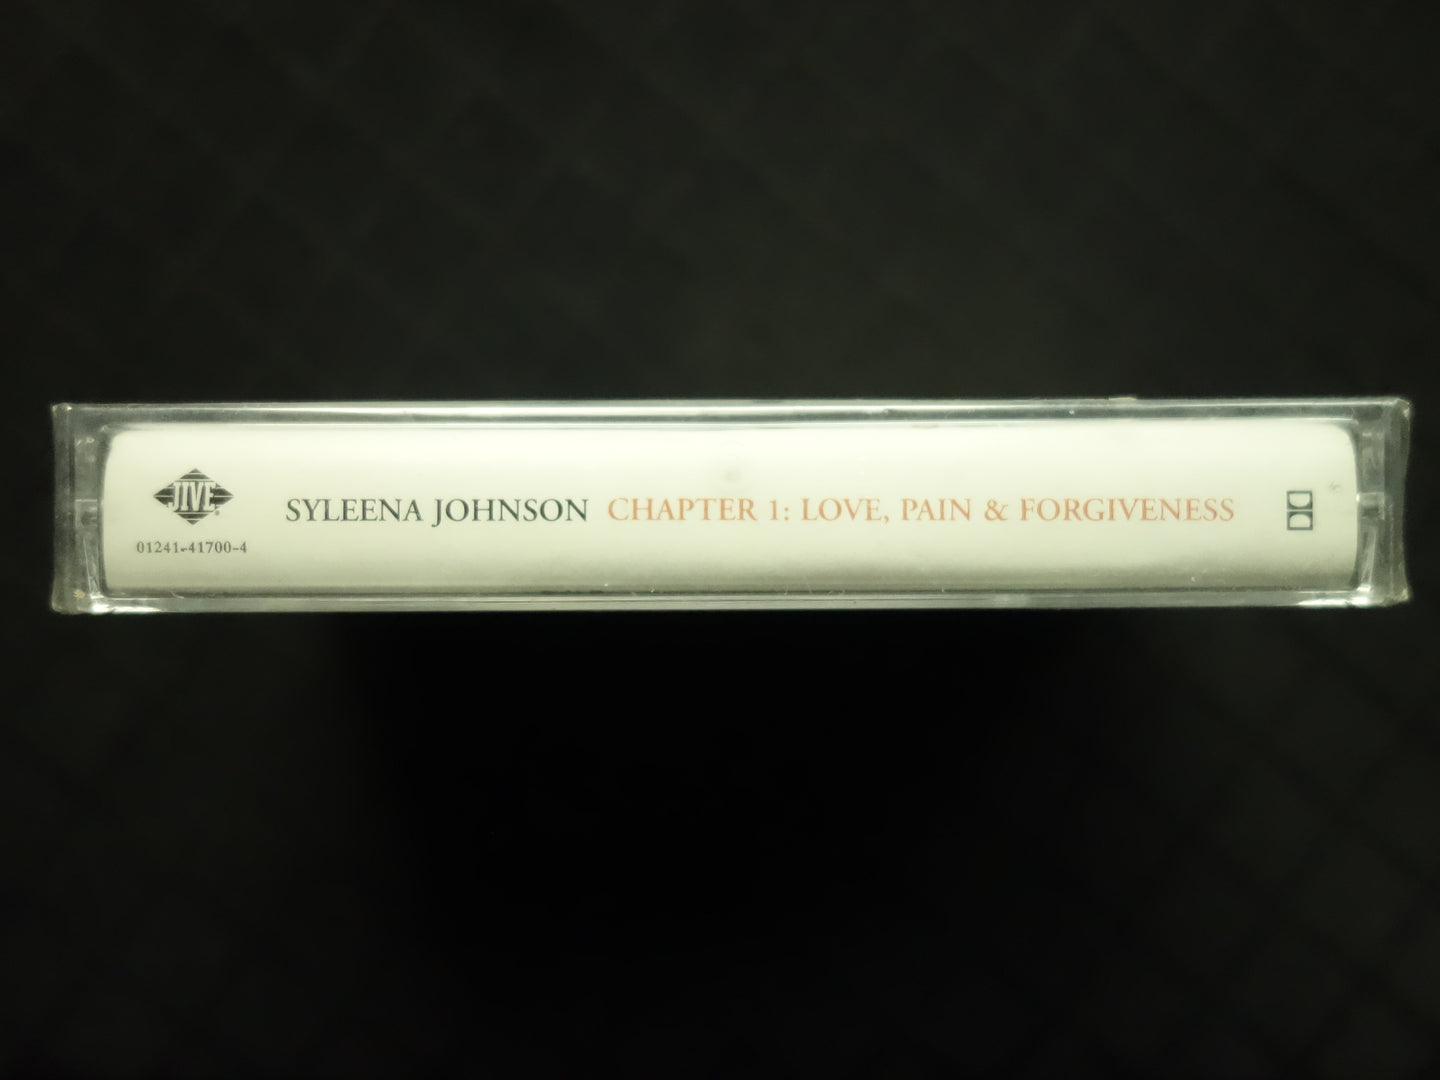 JIVE
01241-41700-4
SYLEENA JOHNSON CHAPTER 1: LOVE, PAIN & FORGIVENESS